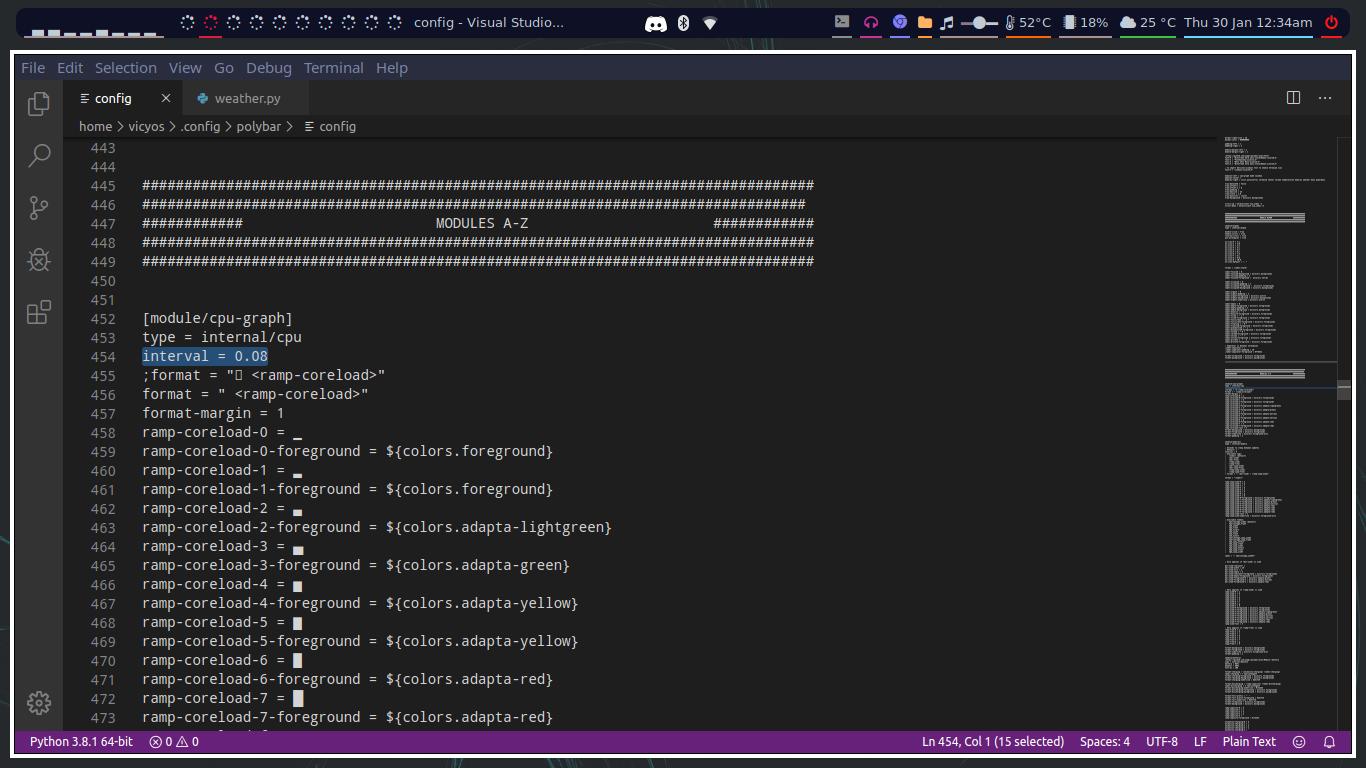 config - Visual Studio...
52°C
18%
25 °C
Thu 30 Jan 12:34am
File Edit Selection View Go Debug Terminal Help
config
weather.py
home > vicyos > .config > polybar > config
443
444
445 ################################################################################
446 ###############################################################################
447 ############ MODULES A-Z ############
448 ################################################################################
449 ################################################################################
450
451
452 [module/cpu-graph]
453 type = internal/cpu
454 interval = 0.08
455 ;format = " <ramp-coreload>"
456 format = " <ramp-coreload>"
457 format-margin = 1
458 ramp-coreload-0 = ▁
459 ramp-coreload-0-foreground = ${colors.foreground}
460 ramp-coreload-1 = ▂
461 ramp-coreload-1-foreground = ${colors.foreground}
462 ramp-coreload-2 = ▃
463 ramp-coreload-2-foreground = ${colors.adapta-lightgreen}
464 ramp-coreload-3 = ▄
465 ramp-coreload-3-foreground = ${colors.adapta-green}
466 ramp-coreload-4 = ▅
467 ramp-coreload-4-foreground = ${colors.adapta-yellow}
468 ramp-coreload-5 = ▆
469 ramp-coreload-5-foreground = ${colors.adapta-yellow}
470 ramp-coreload-6 = ▇
471 ramp-coreload-6-foreground = ${colors.adapta-red}
472 ramp-coreload-7 = █
473 ramp-coreload-7-foreground = ${colors.adapta-red}
Python 3.8.1 64-bit
0
0
Ln 454, Col 1 (15 selected)
Spaces: 4
UTF-8
LF
Plain Text